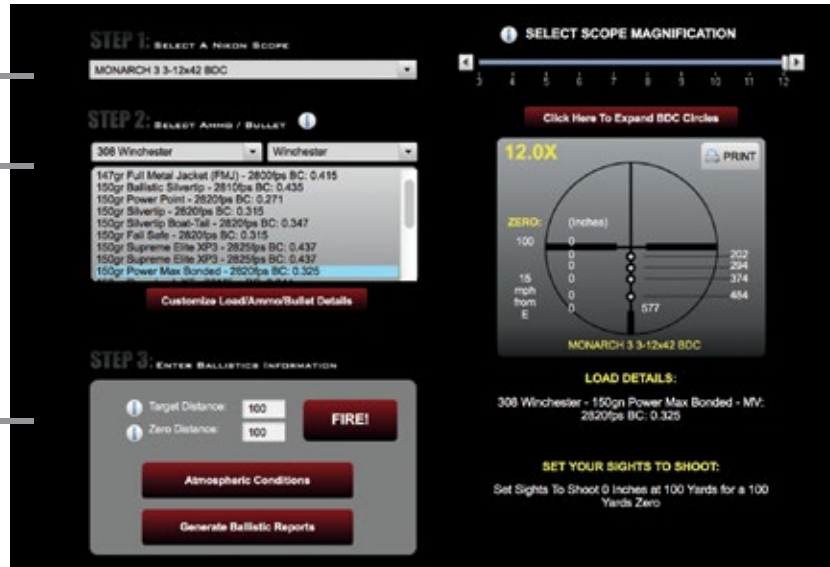 STEP 1: SELECT A NIKON SCOPE
MONARCH 3 3-12x42 BDC
STEP 2: SELECT AMMO / BULLET i
308 Winchester Winchester
147gr Full Metal Jacket (FMJ) - 2800fps BC: 0.415
150gr Ballistic Silvertip - 2810fps BC: 0.435
150gr Power Point - 2820fps BC: 0.271
150gr Silvertip - 2820fps BC: 0.315
150gr Silvertip Boat-Tail - 2820fps BC: 0.347
150gr Fail Safe - 2820fps BC: 0.315
150gr Supreme Elite XP3 - 2825fps BC: 0.437
150gr Supreme Elite XP3 - 2825fps BC: 0.437
150gr Power Max Bonded - 2820fps BC: 0.325
Customize Load/Ammo/Bullet Details
STEP 3: ENTER BALLISTICS INFORMATION
i Target Distance: 100
i Zero Distance: 100
FIRE!
Atmospheric Conditions
Generate Ballistic Reports
i SELECT SCOPE MAGNIFICATION
3 4 5 6 7 8 9 10 11 12
Click Here To Expand BDC Circles
12.0X PRINT
ZERO: (Inches)
100 0
0 202
0 294
15 0 374
mph
from 0 484
E 0 577
MONARCH 3 3-12x42 BDC
LOAD DETAILS:
308 Winchester - 150gn Power Max Bonded - MV:
2820fps BC: 0.325
SET YOUR SIGHTS TO SHOOT:
Set Sights To Shoot 0 Inches at 100 Yards for a 100
Yards Zero